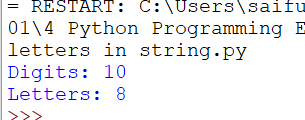 = RESTART: C:\Users\saifu
01\4 Python Programming E
letters in string.py
Digits: 10
Letters: 8
>>>